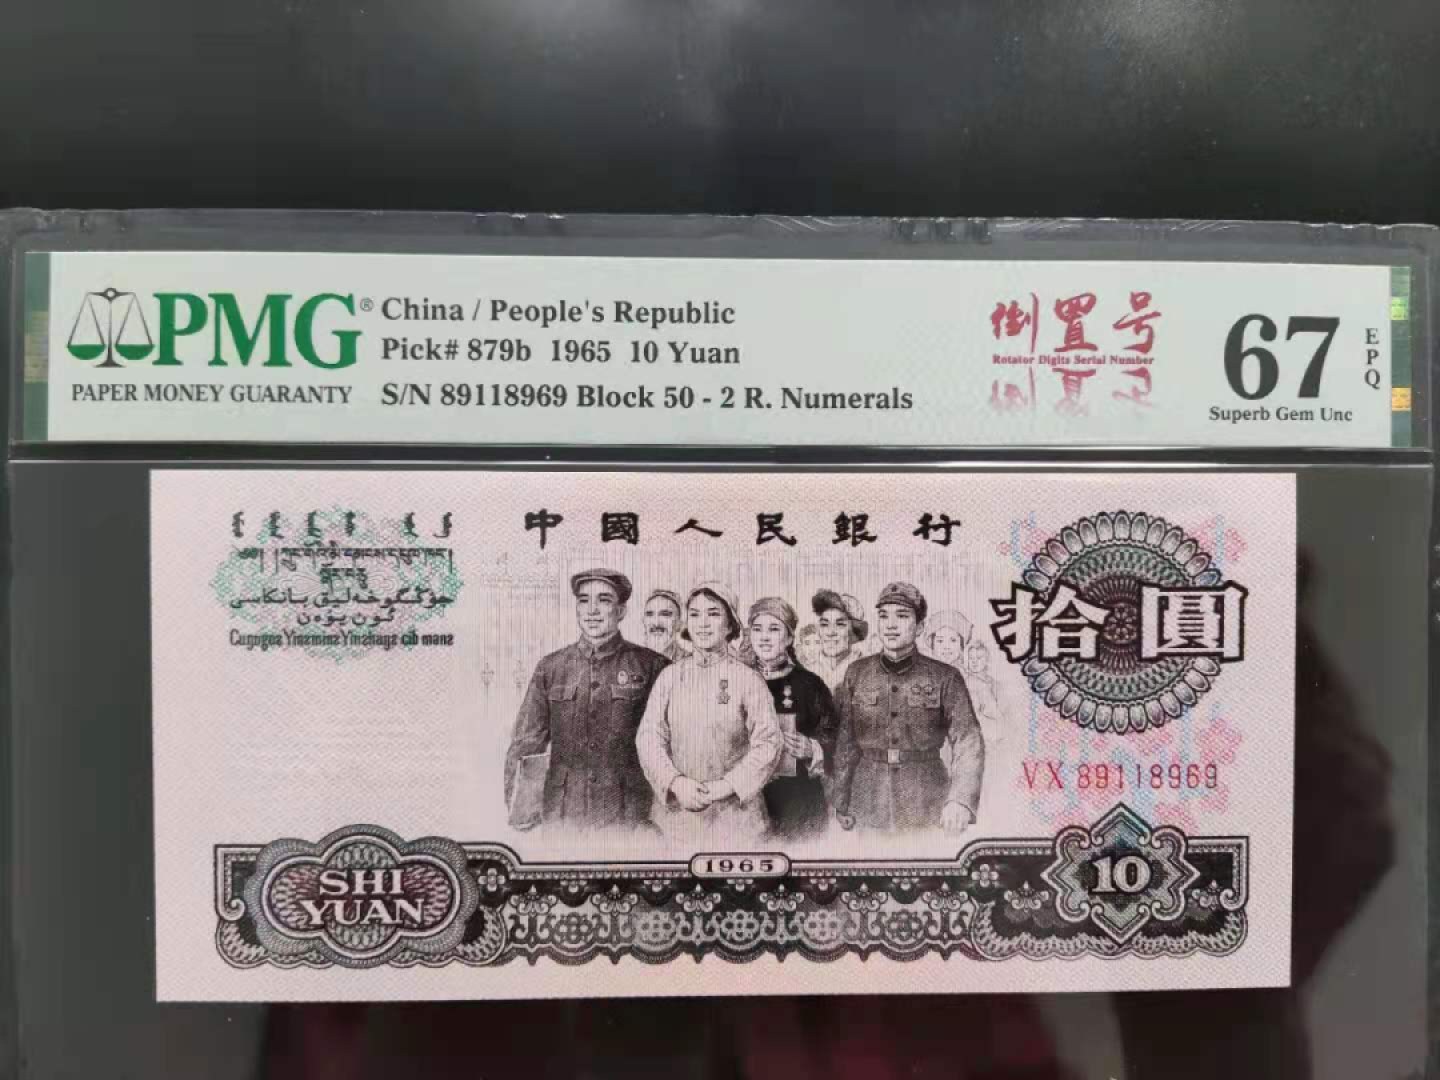 PMG®
PAPER MONEY GUARANTY
China / People's Republic
Pick# 879b 1965 10 Yuan
S/N 89118969 Block 50 - 2 R. Numerals
倒置号
Rotator Digits Serial Number
67
EPQ
Superb Gem Unc
中國人民銀行
拾圓
VX 89118969
1965
SHI
YUAN
10